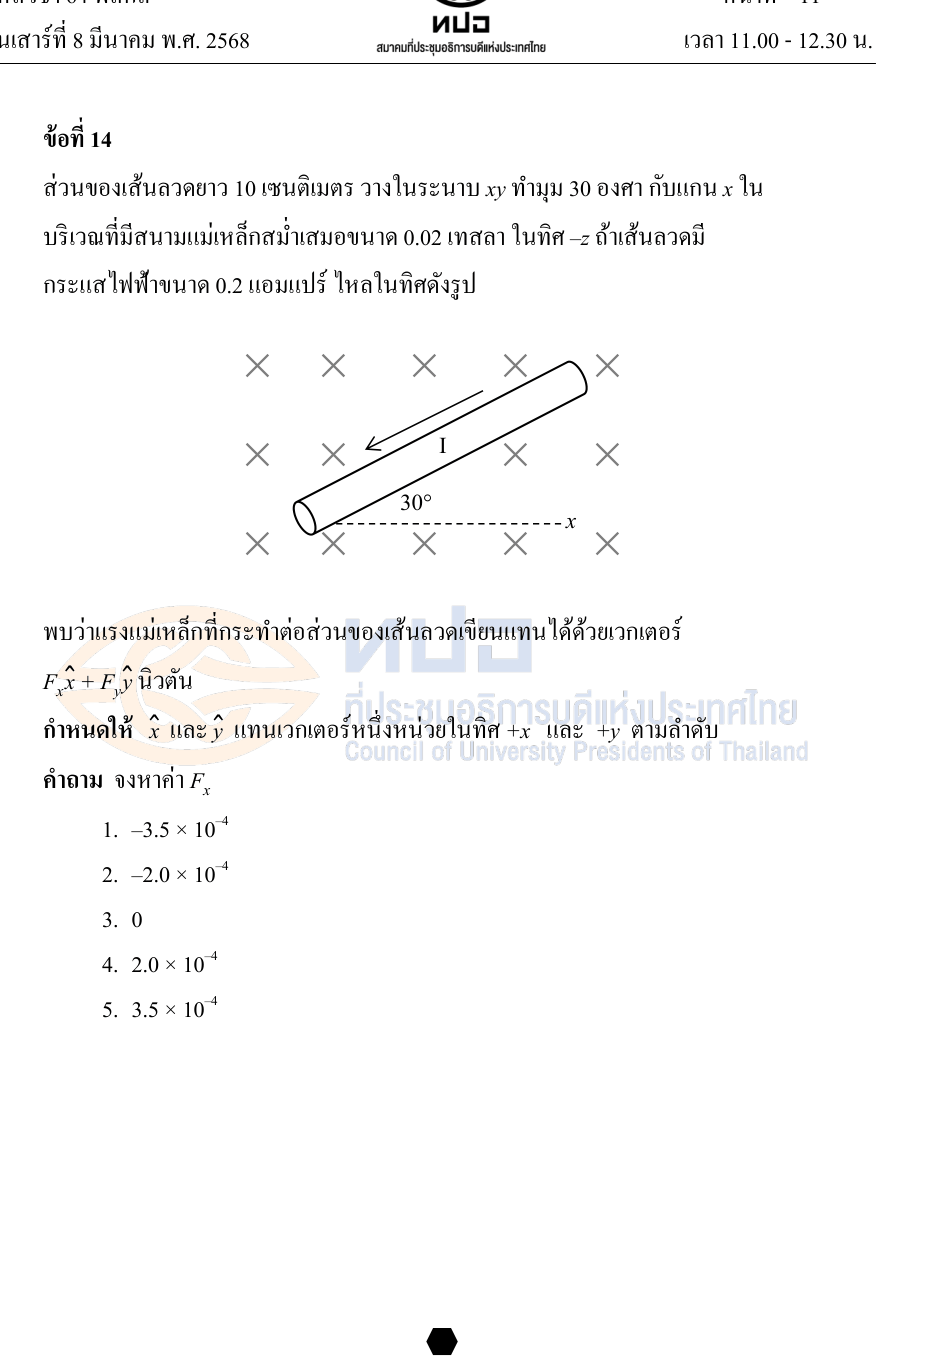 ทปอ
สมาคมที่ประชุมอธิการบดีแห่งประเทศไทย
วันเสาร์ที่ 8 มีนาคม พ.ศ. 2568
เวลา 11.00 - 12.30 น.
ข้อที่ 14
ส่วนของเส้นลวดยาว 10 เซนติเมตร วางในระนาบ xy ทำมุม 30 องศา กับแกน x ใน
บริเวณที่มีสนามแม่เหล็กสม่ำเสมอขนาด 0.02 เทสลา ในทิศ –z ถ้าเส้นลวดมี
กระแสไฟฟ้าขนาด 0.2 แอมแปร์ ไหลในทิศดังรูป
I
30°
x
พบว่าแรงแม่เหล็กที่กระทำต่อส่วนของเส้นลวดเขียนแทนได้ด้วยเวกเตอร์
Fₓx̂ + Fᵧŷ นิวตัน
กำหนดให้ x̂ และ ŷ แทนเวกเตอร์หนึ่งหน่วยในทิศ +x และ +y ตามลำดับ
คำถาม จงหาค่า Fₓ
1. –3.5 × 10⁻⁴
2. –2.0 × 10⁻⁴
3. 0
4. 2.0 × 10⁻⁴
5. 3.5 × 10⁻⁴
ทปอ
ที่ประชุมอธิการบดีแห่งประเทศไทย
Council of University Presidents of Thailand